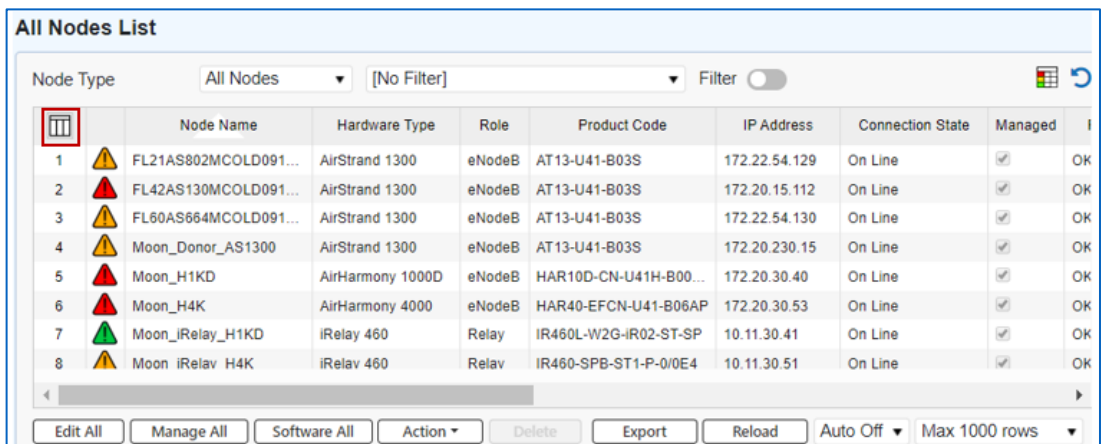 All Nodes List
Node Type All Nodes [No Filter] Filter
Node Name Hardware Type Role Product Code IP Address Connection State Managed
1 FL21AS802MCOLD091... AirStrand 1300 eNodeB AT13-U41-B03S 172.22.54.129 On Line OK
2 FL42AS130MCOLD091... AirStrand 1300 eNodeB AT13-U41-B03S 172.20.15.112 On Line OK
3 FL60AS664MCOLD091... AirStrand 1300 eNodeB AT13-U41-B03S 172.22.54.130 On Line OK
4 Moon_Donor_AS1300 AirStrand 1300 eNodeB AT13-U41-B03S 172.20.230.15 On Line OK
5 Moon_H1KD AirHarmony 1000D eNodeB HAR10D-CN-U41H-B00... 172.20.30.40 On Line OK
6 Moon_H4K AirHarmony 4000 eNodeB HAR40-EFCN-U41-B06AP 172.20.30.53 On Line OK
7 Moon_iRelay_H1KD iRelay 460 Relay IR460L-W2G-iR02-ST-SP 10.11.30.41 On Line OK
8 Moon_iRelay_H4K iRelay 460 Relay IR460-SPB-ST1-P-0/0E4 10.11.30.51 On Line OK
Edit All Manage All Software All Action Delete Export Reload Auto Off Max 1000 rows